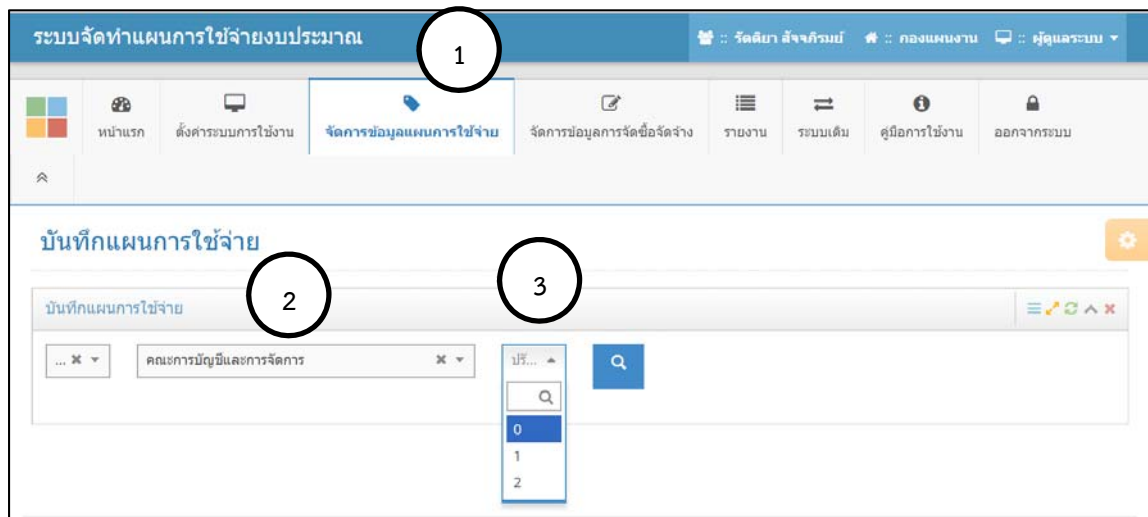 ระบบจัดทำแผนการใช้จ่ายงบประมาณ
:: รัตติยา สัจจภิรมย์ :: กองแผนงาน :: ผู้ดูแลระบบ
1
หน้าแรก ตั้งค่าระบบการใช้งาน จัดการข้อมูลแผนการใช้จ่าย จัดการข้อมูลการจัดซื้อจัดจ้าง รายงาน ระบบเดิม คู่มือการใช้งาน ออกจากระบบ
บันทึกแผนการใช้จ่าย
2
3
บันทึกแผนการใช้จ่าย
... คณะการบัญชีและการจัดการ ปรั...
0
1
2